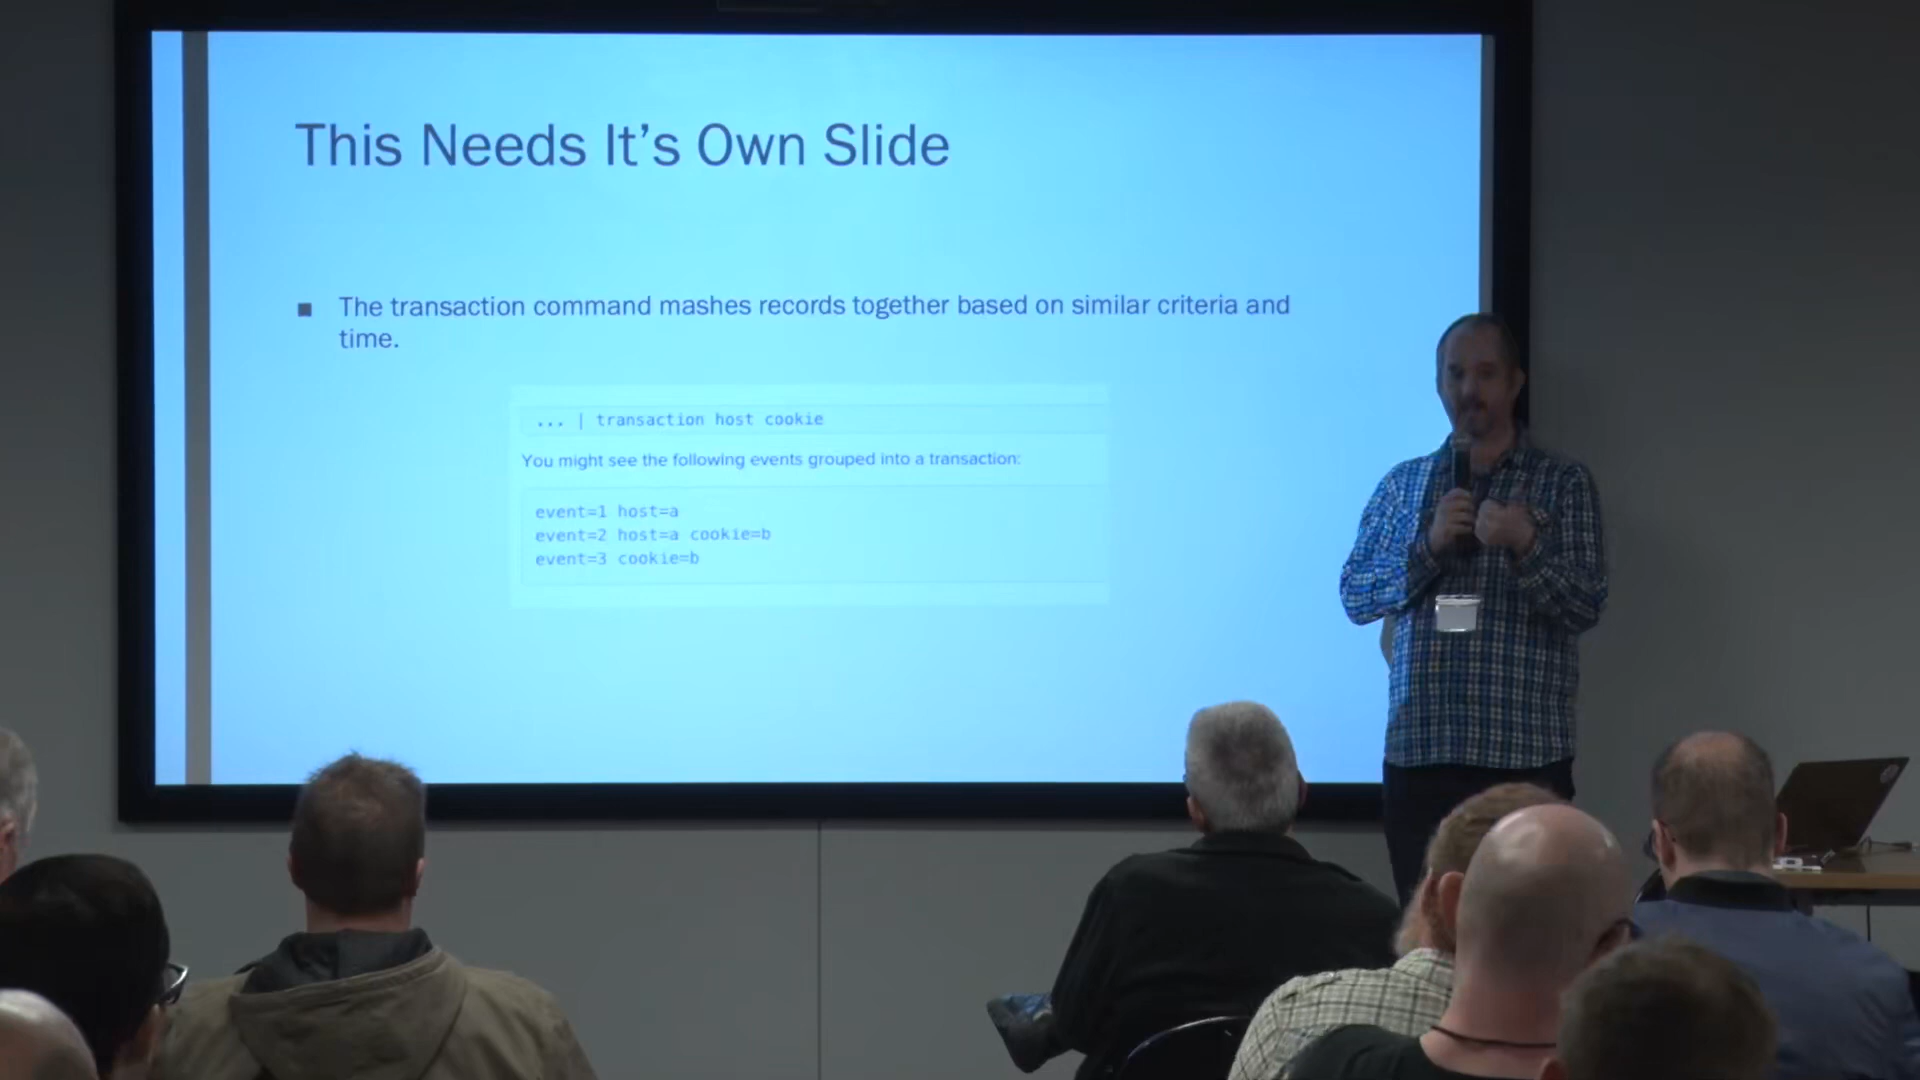 This Needs It’s Own Slide
■ The transaction command mashes records together based on similar criteria and
time.
... | transaction host cookie
You might see the following events grouped into a transaction:
event=1 host=a
event=2 host=a cookie=b
event=3 cookie=b